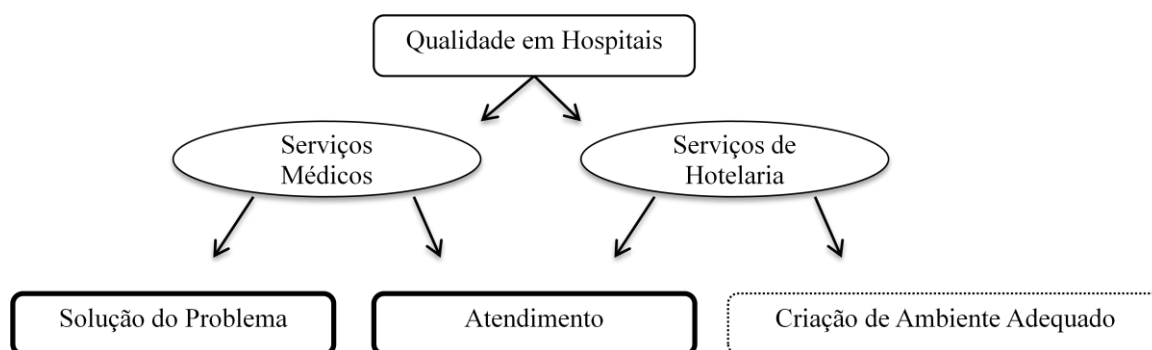 Qualidade em Hospitais
Serviços
Médicos
Serviços de
Hotelaria
Solução do Problema
Atendimento
Criação de Ambiente Adequado